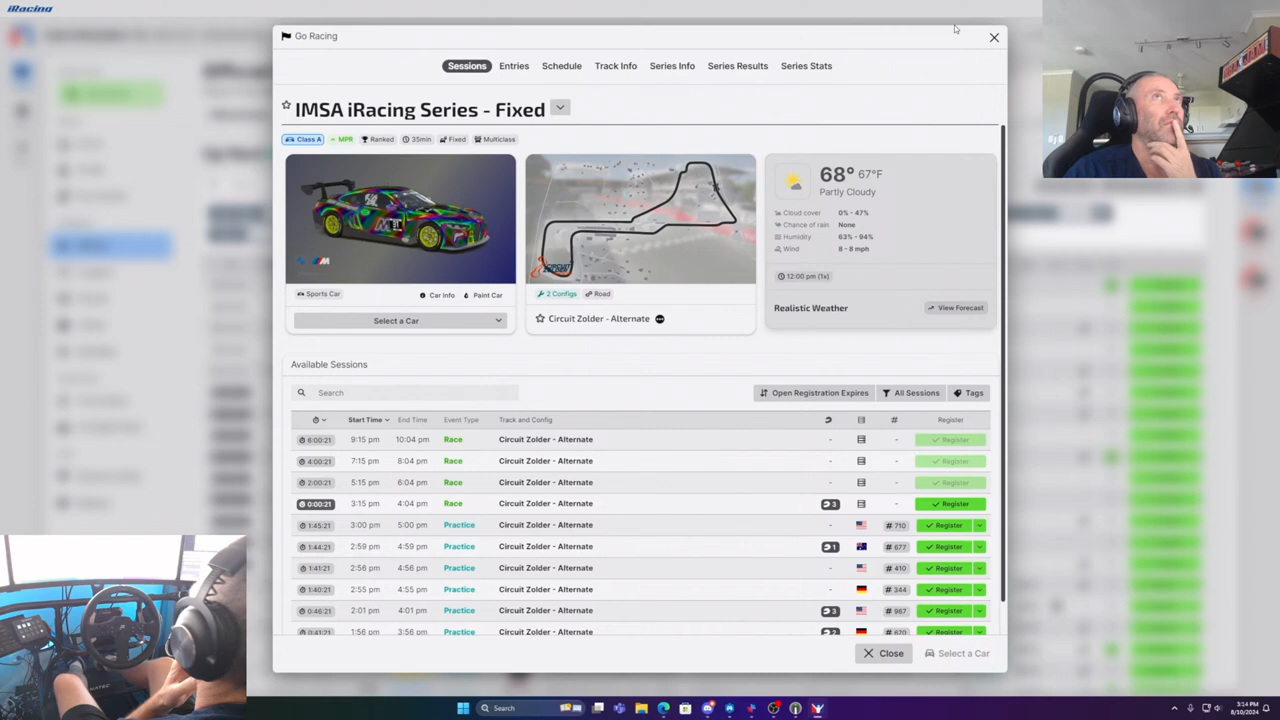 iRacing
Go Racing
Sessions Entries Schedule Track Info Series Info Series Results Series Stats
IMSA iRacing Series - Fixed
Class A MPR Ranked 35min Fixed Multiclass
68° 67°F
Partly Cloudy
Cloud cover 0% - 47%
Chance of rain None
Humidity 63% - 94%
Wind 8 - 8 mph
12:00 pm (1x)
Realistic Weather View Forecast
Sports Car Car Info Paint Car
Select a Car
CIRCUIT ZOLDER
2 Configs Road
Circuit Zolder - Alternate
Available Sessions
Search Open Registration Expires All Sessions Tags
Start Time End Time Event Type Track and Config # Register
6:00:21 9:15 pm 10:04 pm Race Circuit Zolder - Alternate - - Register
4:00:21 7:15 pm 8:04 pm Race Circuit Zolder - Alternate - - Register
2:00:21 5:15 pm 6:04 pm Race Circuit Zolder - Alternate - - Register
0:00:21 3:15 pm 4:04 pm Race Circuit Zolder - Alternate 3 - Register
1:45:21 3:00 pm 5:00 pm Practice Circuit Zolder - Alternate - # 710 Register
1:44:21 2:59 pm 4:59 pm Practice Circuit Zolder - Alternate 1 # 677 Register
1:41:21 2:56 pm 4:56 pm Practice Circuit Zolder - Alternate - # 410 Register
1:40:21 2:55 pm 4:55 pm Practice Circuit Zolder - Alternate - # 344 Register
0:46:21 2:01 pm 4:01 pm Practice Circuit Zolder - Alternate 3 # 967 Register
0:41:21 1:56 pm 3:56 pm Practice Circuit Zolder - Alternate 2 # 670 Register
Close Select a Car
Search
3:14 PM
8/10/2024